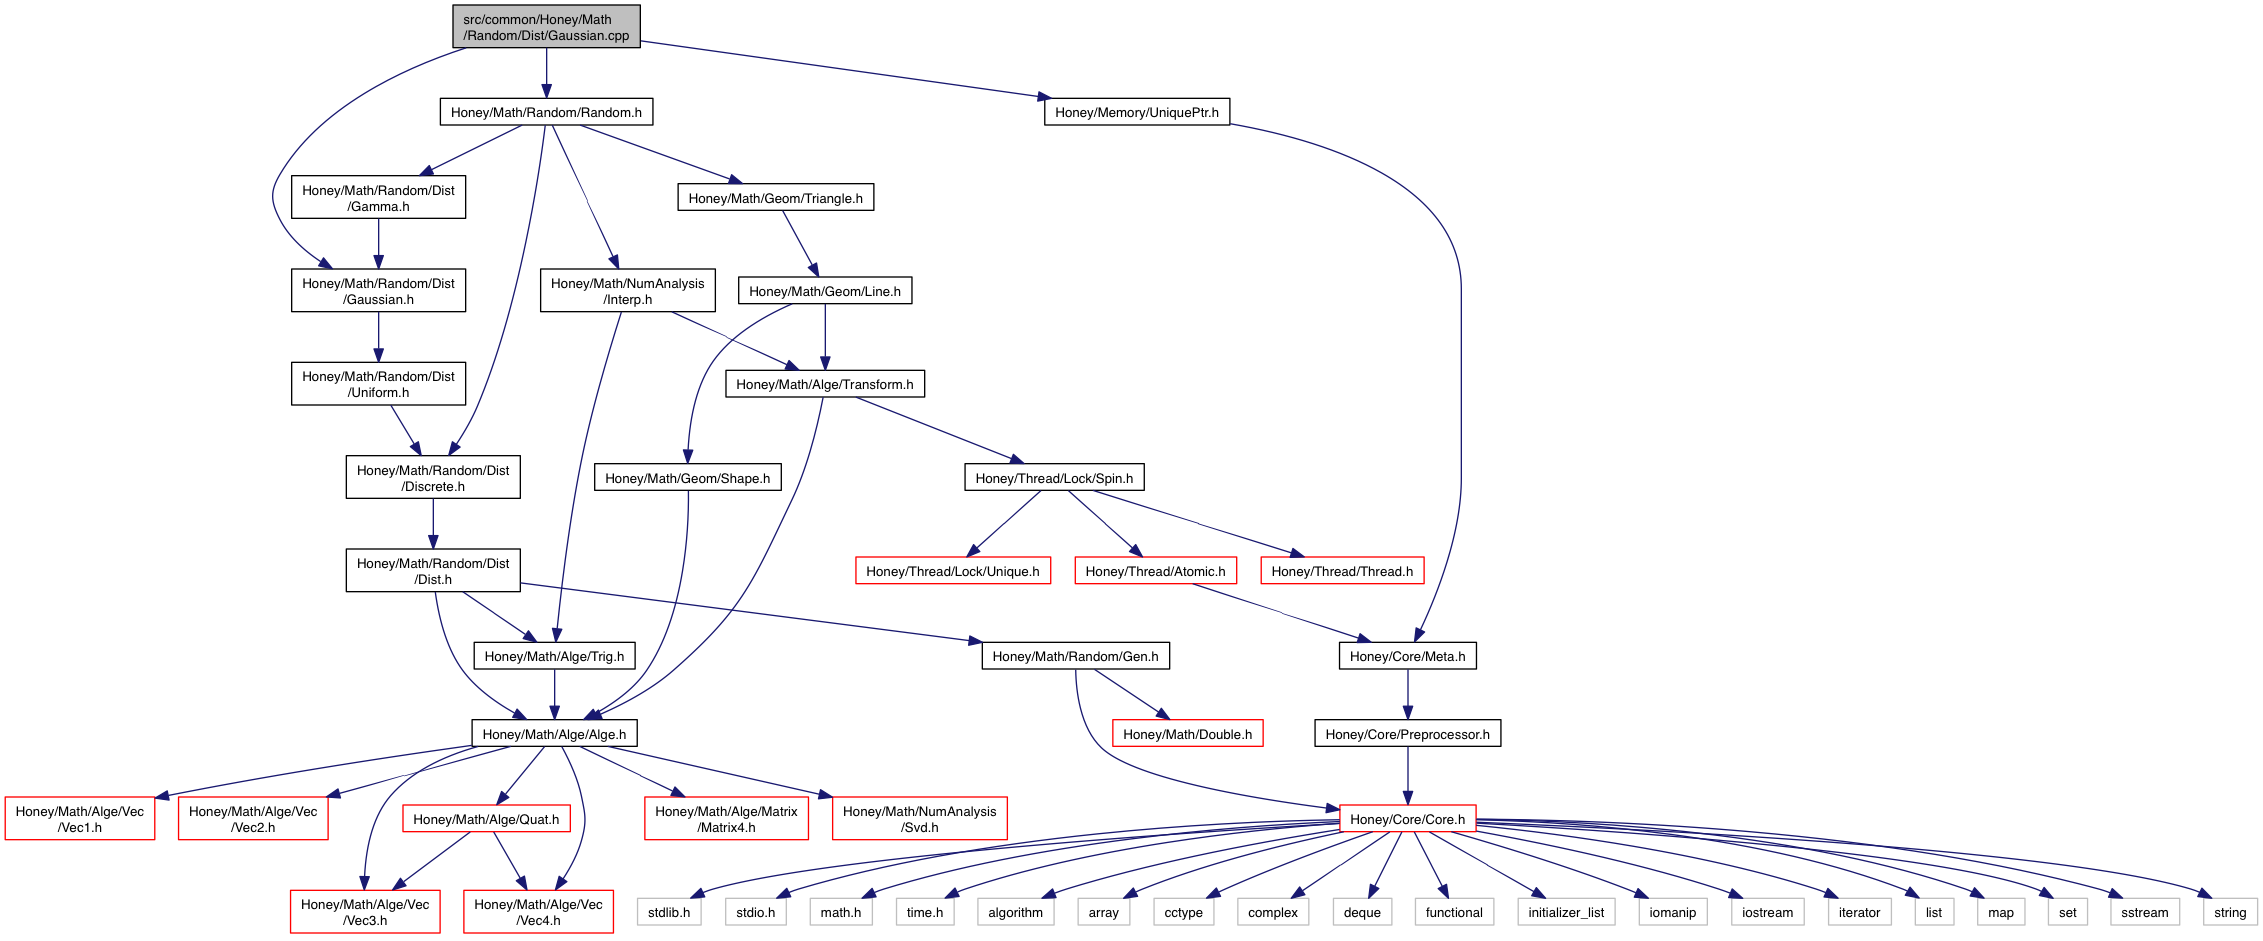 src/common/Honey/Math
/Random/Dist/Gaussian.cpp
Honey/Math/Random/Random.h
Honey/Memory/UniquePtr.h
Honey/Math/Random/Dist
/Gamma.h
Honey/Math/Geom/Triangle.h
Honey/Math/Random/Dist
/Gaussian.h
Honey/Math/NumAnalysis
/Interp.h
Honey/Math/Geom/Line.h
Honey/Math/Random/Dist
/Uniform.h
Honey/Math/Alge/Transform.h
Honey/Math/Random/Dist
/Discrete.h
Honey/Math/Geom/Shape.h
Honey/Thread/Lock/Spin.h
Honey/Math/Random/Dist
/Dist.h
Honey/Thread/Lock/Unique.h
Honey/Thread/Atomic.h
Honey/Thread/Thread.h
Honey/Math/Alge/Trig.h
Honey/Math/Random/Gen.h
Honey/Core/Meta.h
Honey/Math/Alge/Alge.h
Honey/Math/Double.h
Honey/Core/Preprocessor.h
Honey/Math/Alge/Vec
/Vec1.h
Honey/Math/Alge/Vec
/Vec2.h
Honey/Math/Alge/Quat.h
Honey/Math/Alge/Matrix
/Matrix4.h
Honey/Math/NumAnalysis
/Svd.h
Honey/Core/Core.h
Honey/Math/Alge/Vec
/Vec3.h
Honey/Math/Alge/Vec
/Vec4.h
stdlib.h
stdio.h
math.h
time.h
algorithm
array
cctype
complex
deque
functional
initializer_list
iomanip
iostream
iterator
list
map
set
sstream
string